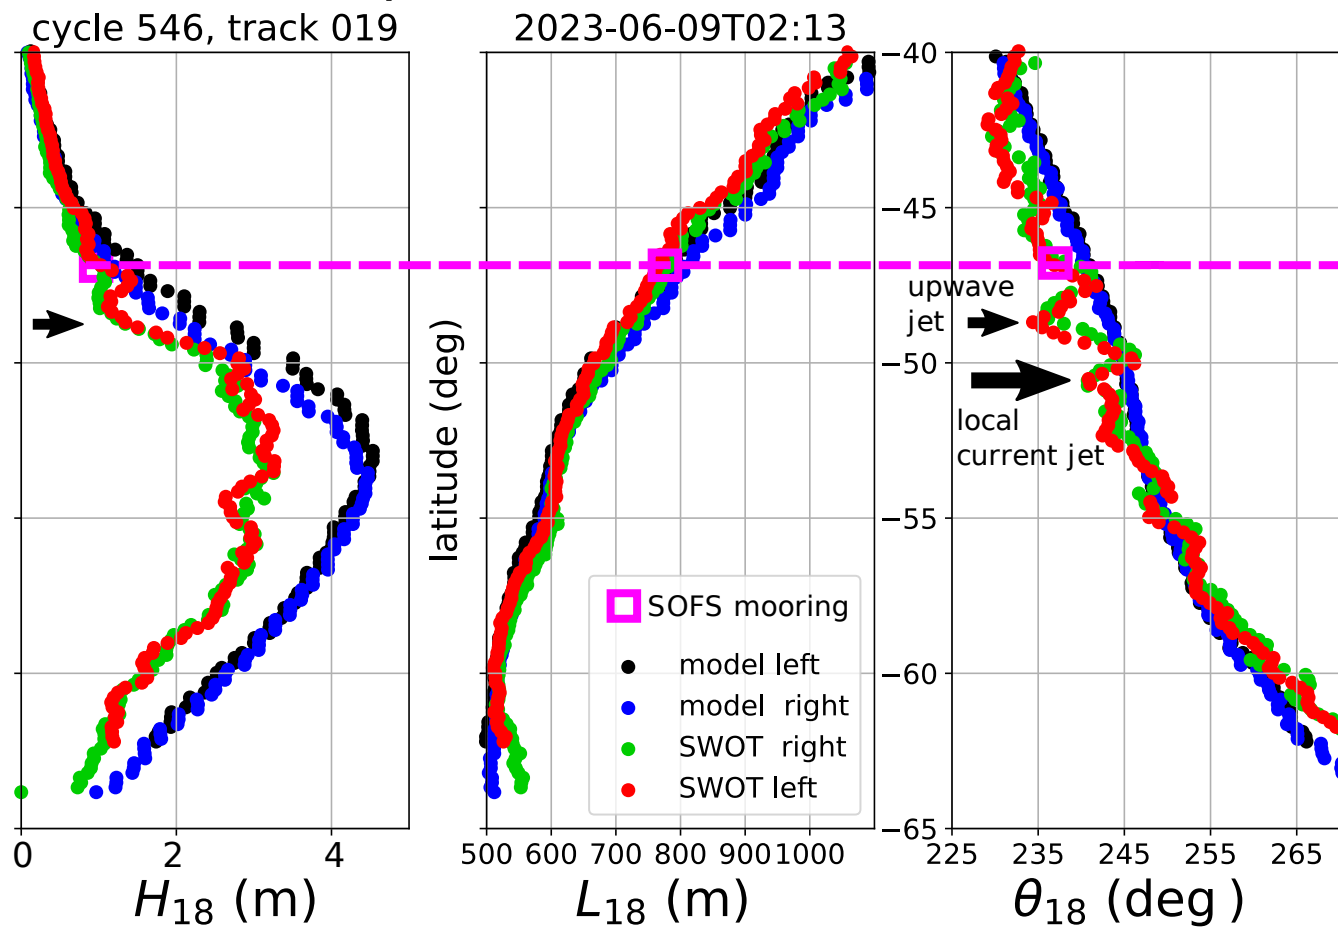 cycle 546, track 019
2023-06-09T02:13
−40
−45
−50
−55
−60
−65
latitude (deg)
upwave
jet
local
current jet
SOFS mooring
model left
model right
SWOT right
SWOT left
0 2 4
500 600 700 800 900 1000
225 235 245 255 265
H18 (m)
L18 (m)
θ18 (deg )